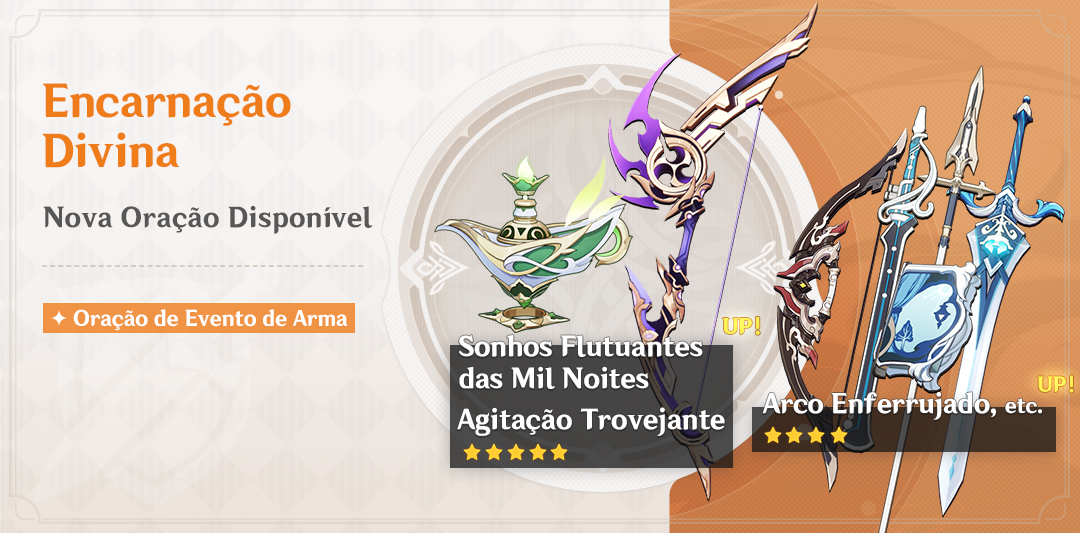 Encarnação
Divina
Nova Oração Disponível
✦ Oração de Evento de Arma
UP!
Sonhos Flutuantes
das Mil Noites
Agitação Trovejante
UP!
Arco Enferrujado, etc.